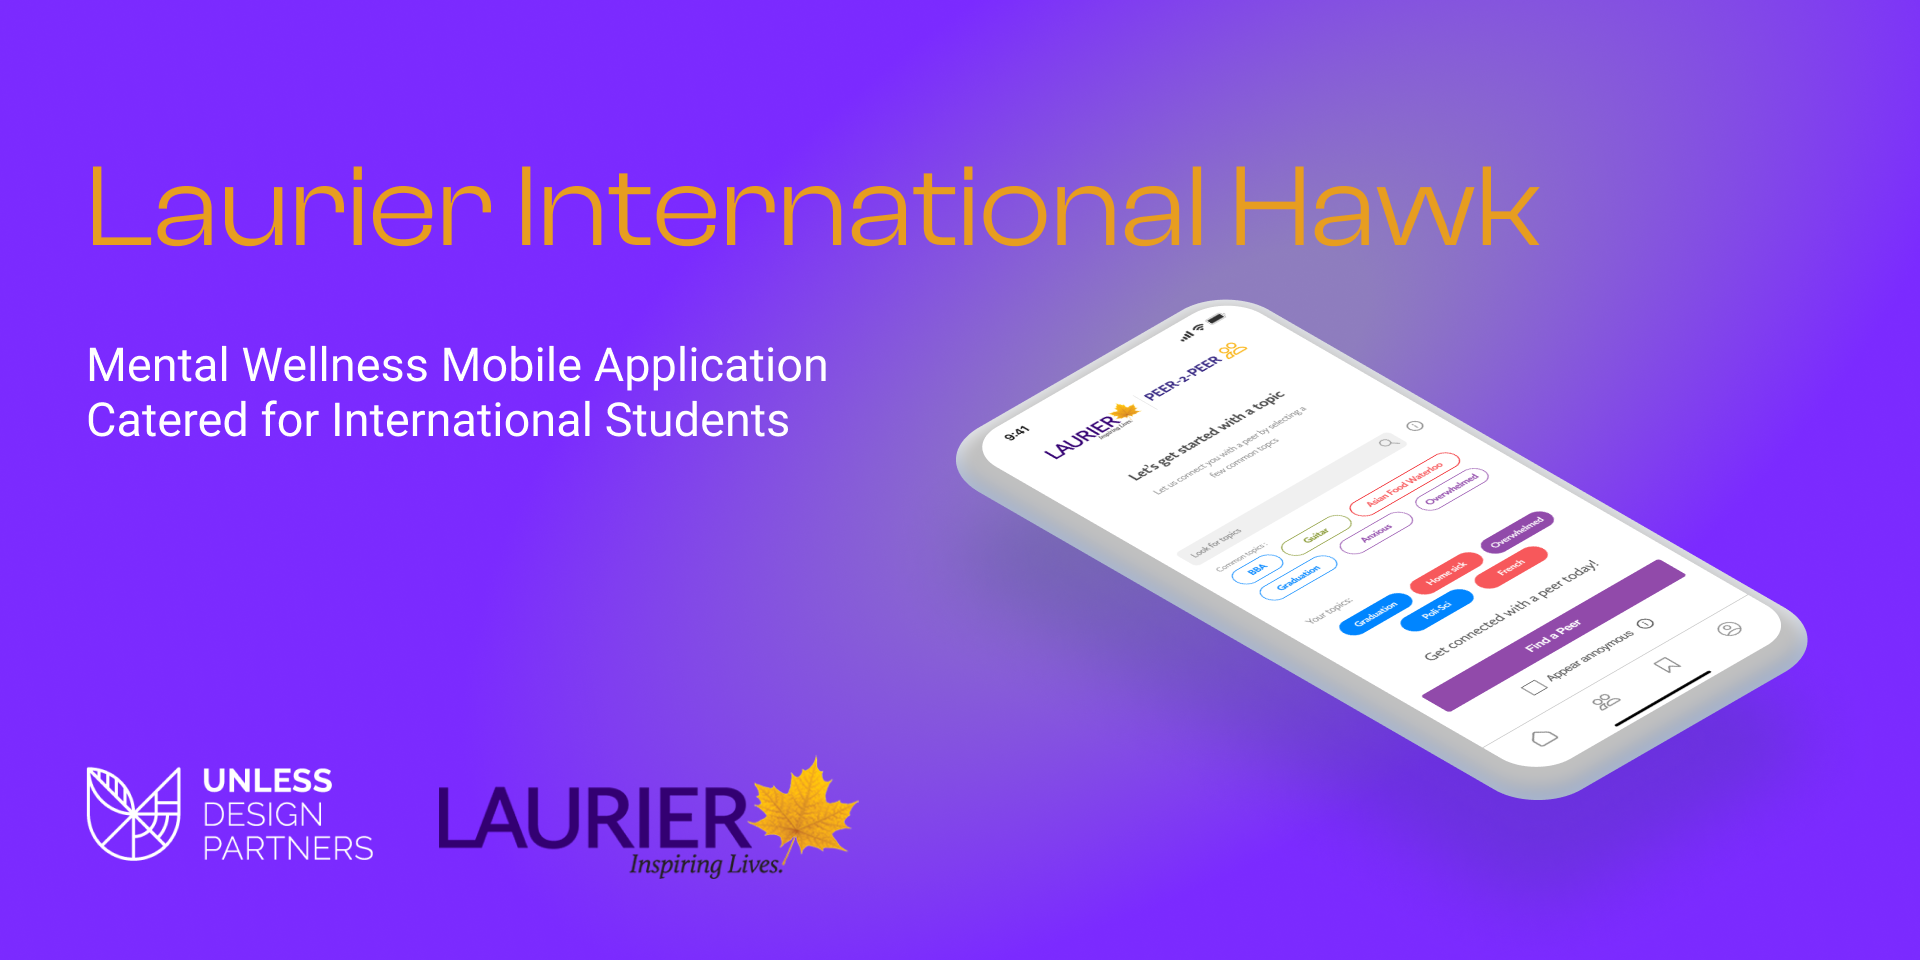 Laurier International Hawk
Mental Wellness Mobile Application
Catered for International Students
9:41
LAURIER
Inspiring Lives.
PEER-2-PEER
Let's get started with a topic
Let us connect you with a peer by selecting a
few common topcs
Look for topics
Common topics :
BBA
Guitar
Asian Food Waterloo
Graduation
Anxious
Overwhelmed
Your topics:
Graduation
Home sick
Overwhelmed
Poli-Sci
French
Get connected with a peer today!
Find a Peer
Appear annoymous
UNLESS
DESIGN
PARTNERS
LAURIER
Inspiring Lives.